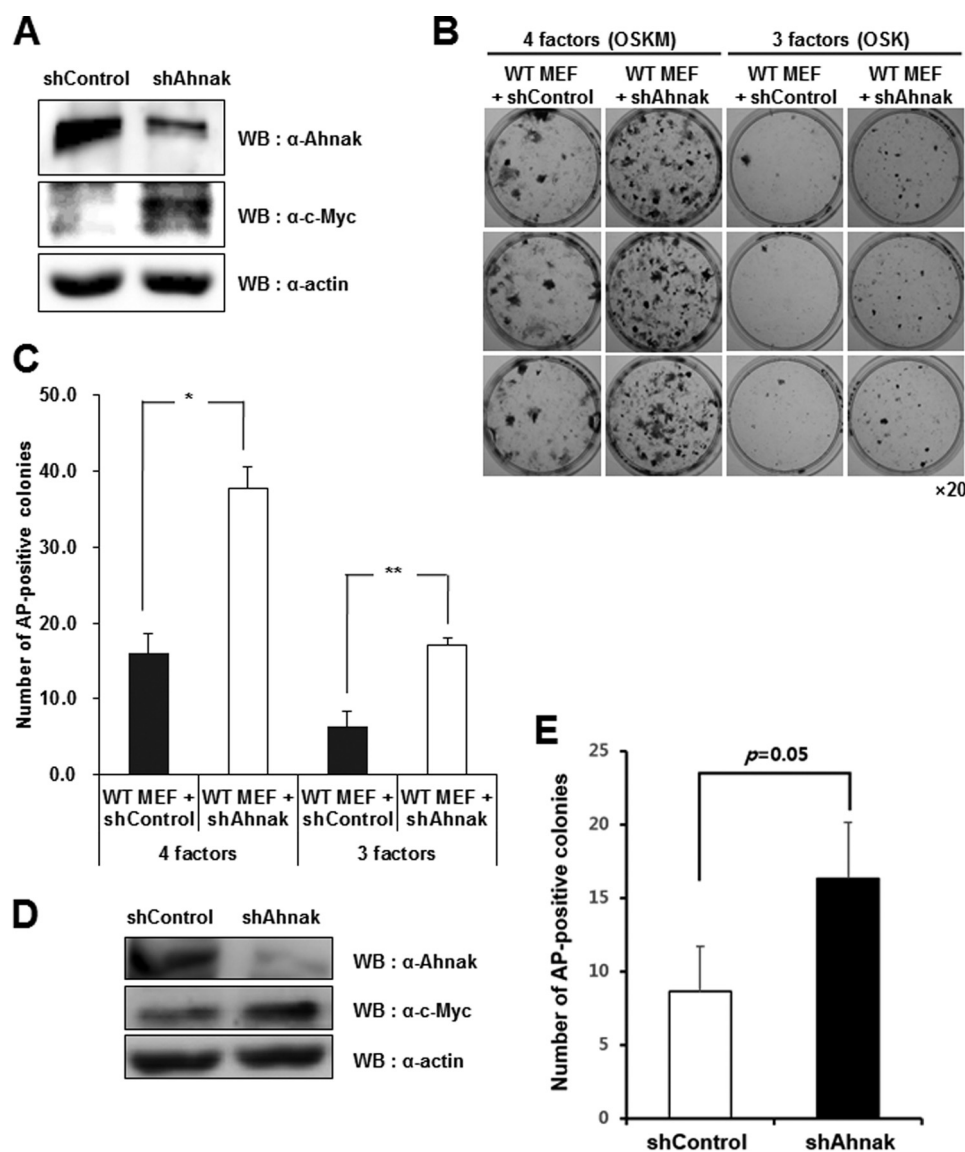 A
shControl shAhnak
WB : α-Ahnak
WB : α-c-Myc
WB : α-actin
B
4 factors (OSKM) 3 factors (OSK)
WT MEF WT MEF WT MEF WT MEF
+ shControl + shAhnak + shControl + shAhnak
×20
C
Number of AP-positive colonies
50.0
40.0
30.0
20.0
10.0
0.0
*
**
WT MEF + WT MEF + WT MEF + WT MEF +
shControl shAhnak shControl shAhnak
4 factors 3 factors
D
shControl shAhnak
WB : α-Ahnak
WB : α-c-Myc
WB : α-actin
E
Number of AP-positive colonies
25
20
15
10
5
0
p=0.05
shControl shAhnak